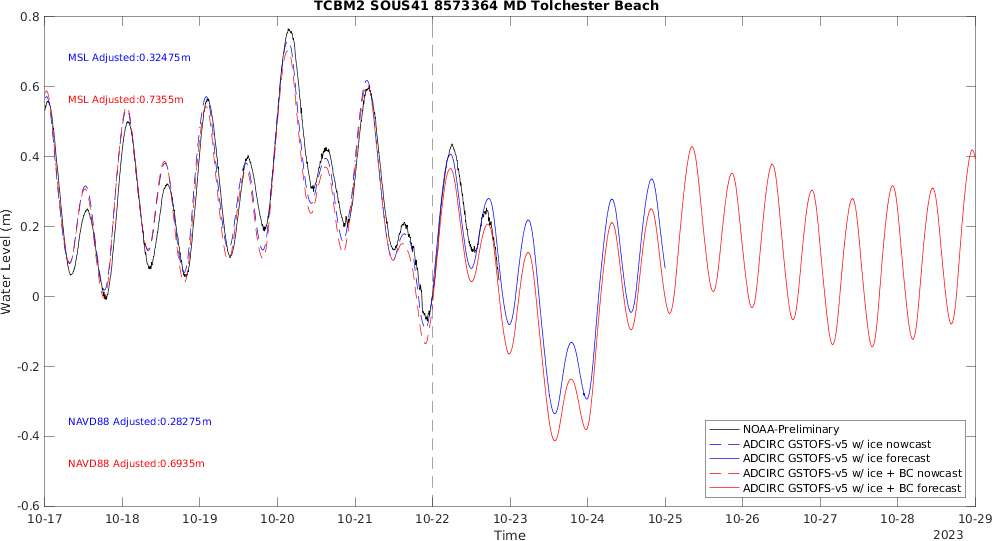 TCBM2 SOUS41 8573364 MD Tolchester Beach
0.8
0.6
0.4
0.2
0
-0.2
-0.4
-0.6
Water Level (m)
MSL Adjusted:0.32475m
MSL Adjusted:0.7355m
NAVD88 Adjusted:0.28275m
NAVD88 Adjusted:0.6935m
NOAA-Preliminary
ADCIRC GSTOFS-v5 w/ ice nowcast
ADCIRC GSTOFS-v5 w/ ice forecast
ADCIRC GSTOFS-v5 w/ ice + BC nowcast
ADCIRC GSTOFS-v5 w/ ice + BC forecast
10-17 10-18 10-19 10-20 10-21 10-22 10-23 10-24 10-25 10-26 10-27 10-28 10-29
Time
2023